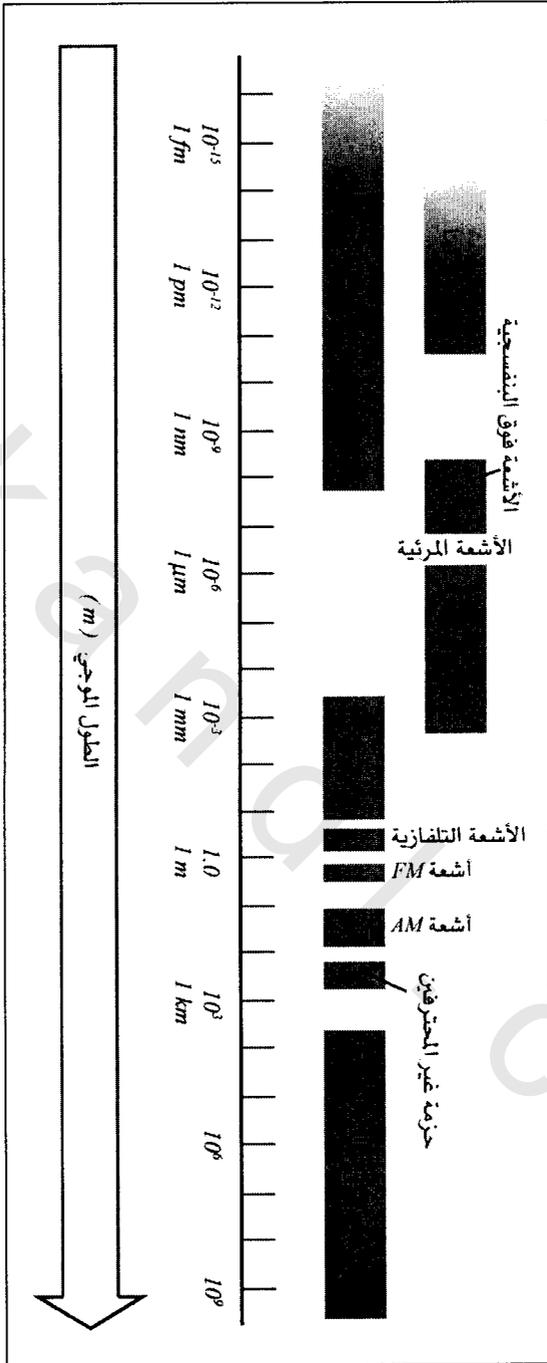 الأشعة فوق البنفسجية
الأشعة المرئية
الأشعة التلفازية
أشعة FM
أشعة AM
حزمة غير المحترفين
10⁻¹⁵
1 fm
10⁻¹²
1 pm
10⁻⁹
1 nm
10⁻⁶
1 µm
10⁻³
1 mm
1.0
1 m
10³
1 km
10⁶
10⁹
الطول الموجي (m)